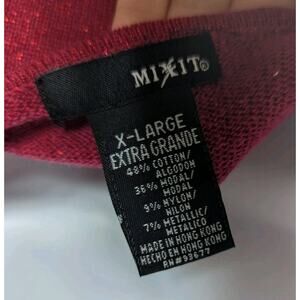 MIXIT®
X-LARGE
EXTRA GRANDE
48% COTTON/
ALGODON
36% MODAL/
MODAL
9% NYLON/
NILON
7% METALLIC/
METALICO
MADE IN HONG KONG
HECHO EN HONG KONG
RN#93677